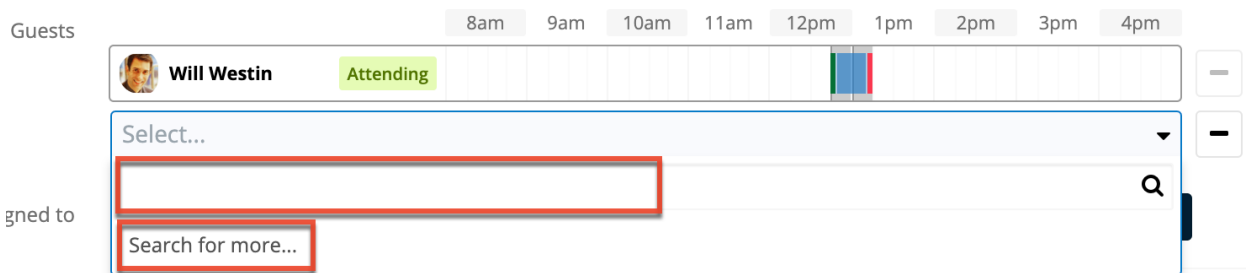 Guests
8am 9am 10am 11am 12pm 1pm 2pm 3pm 4pm
Will Westin Attending
Select...
gned to
Search for more...